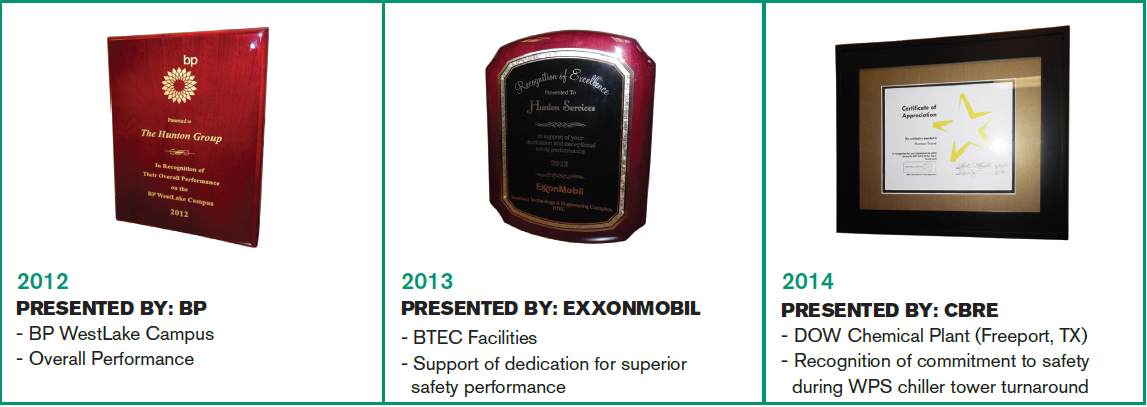 bp
Presented to
The Hunton Group
In Recognition of
Their Overall Performance
on the
BP WestLake Campus
2012
2012
PRESENTED BY: BP
- BP WestLake Campus
- Overall Performance
Recognition of Excellence
Presented To
Hunton Services
In support of your
dedication and exceptional
safety performance
2013
ExxonMobil
Technology & Engineering Complex
BTEC
2013
PRESENTED BY: EXXONMOBIL
- BTEC Facilities
- Support of dedication for superior
safety performance
Certificate of
Appreciation
2014
PRESENTED BY: CBRE
- DOW Chemical Plant (Freeport, TX)
- Recognition of commitment to safety
during WPS chiller tower turnaround